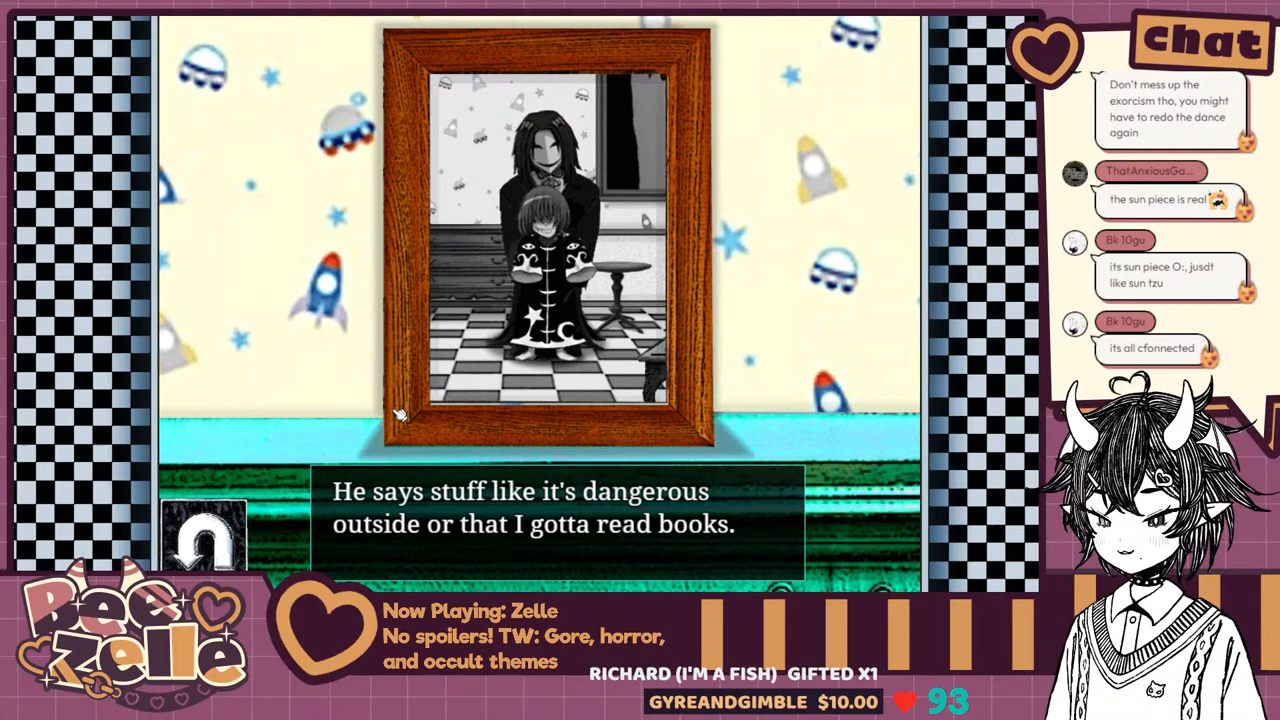 chat
Don't mess up the
exorcism tho, you might
have to redo the dance
again
ThatAnxiousGa...
the sun piece is real
Bk 10gu
its sun piece O:, jusdt
like sun tzu
Bk 10gu
its all cfonnected
He says stuff like it's dangerous
outside or that I gotta read books.
Bee
Zelle
Now Playing: Zelle
No spoilers! TW: Gore, horror,
and occult themes
RICHARD (I'M A FISH) GIFTED X1
GYREANDGIMBLE $10.00
93